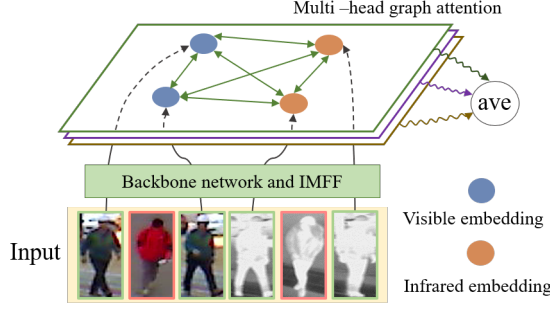 Multi –head graph attention
ave
Backbone network and IMFF
Visible embedding
Input
Infrared embedding